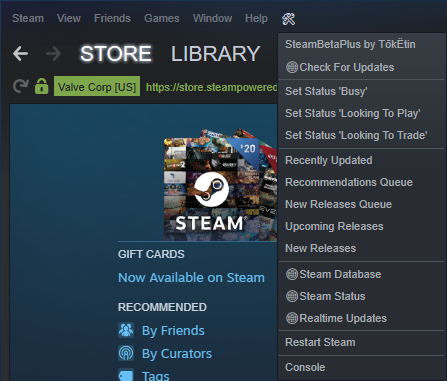 Steam View Friends Games Window Help
STORE LIBRARY
Valve Corp [US] https://store.steampowered
$20
STEAM
GIFT CARDS
Now Available on Steam
RECOMMENDED
By Friends
By Curators
Tags
SteamBetaPlus by TőkËtin
Check For Updates
Set Status 'Busy'
Set Status 'Looking To Play'
Set Status 'Looking To Trade'
Recently Updated
Recommendations Queue
New Releases Queue
Upcoming Releases
New Releases
Steam Database
Steam Status
Realtime Updates
Restart Steam
Console